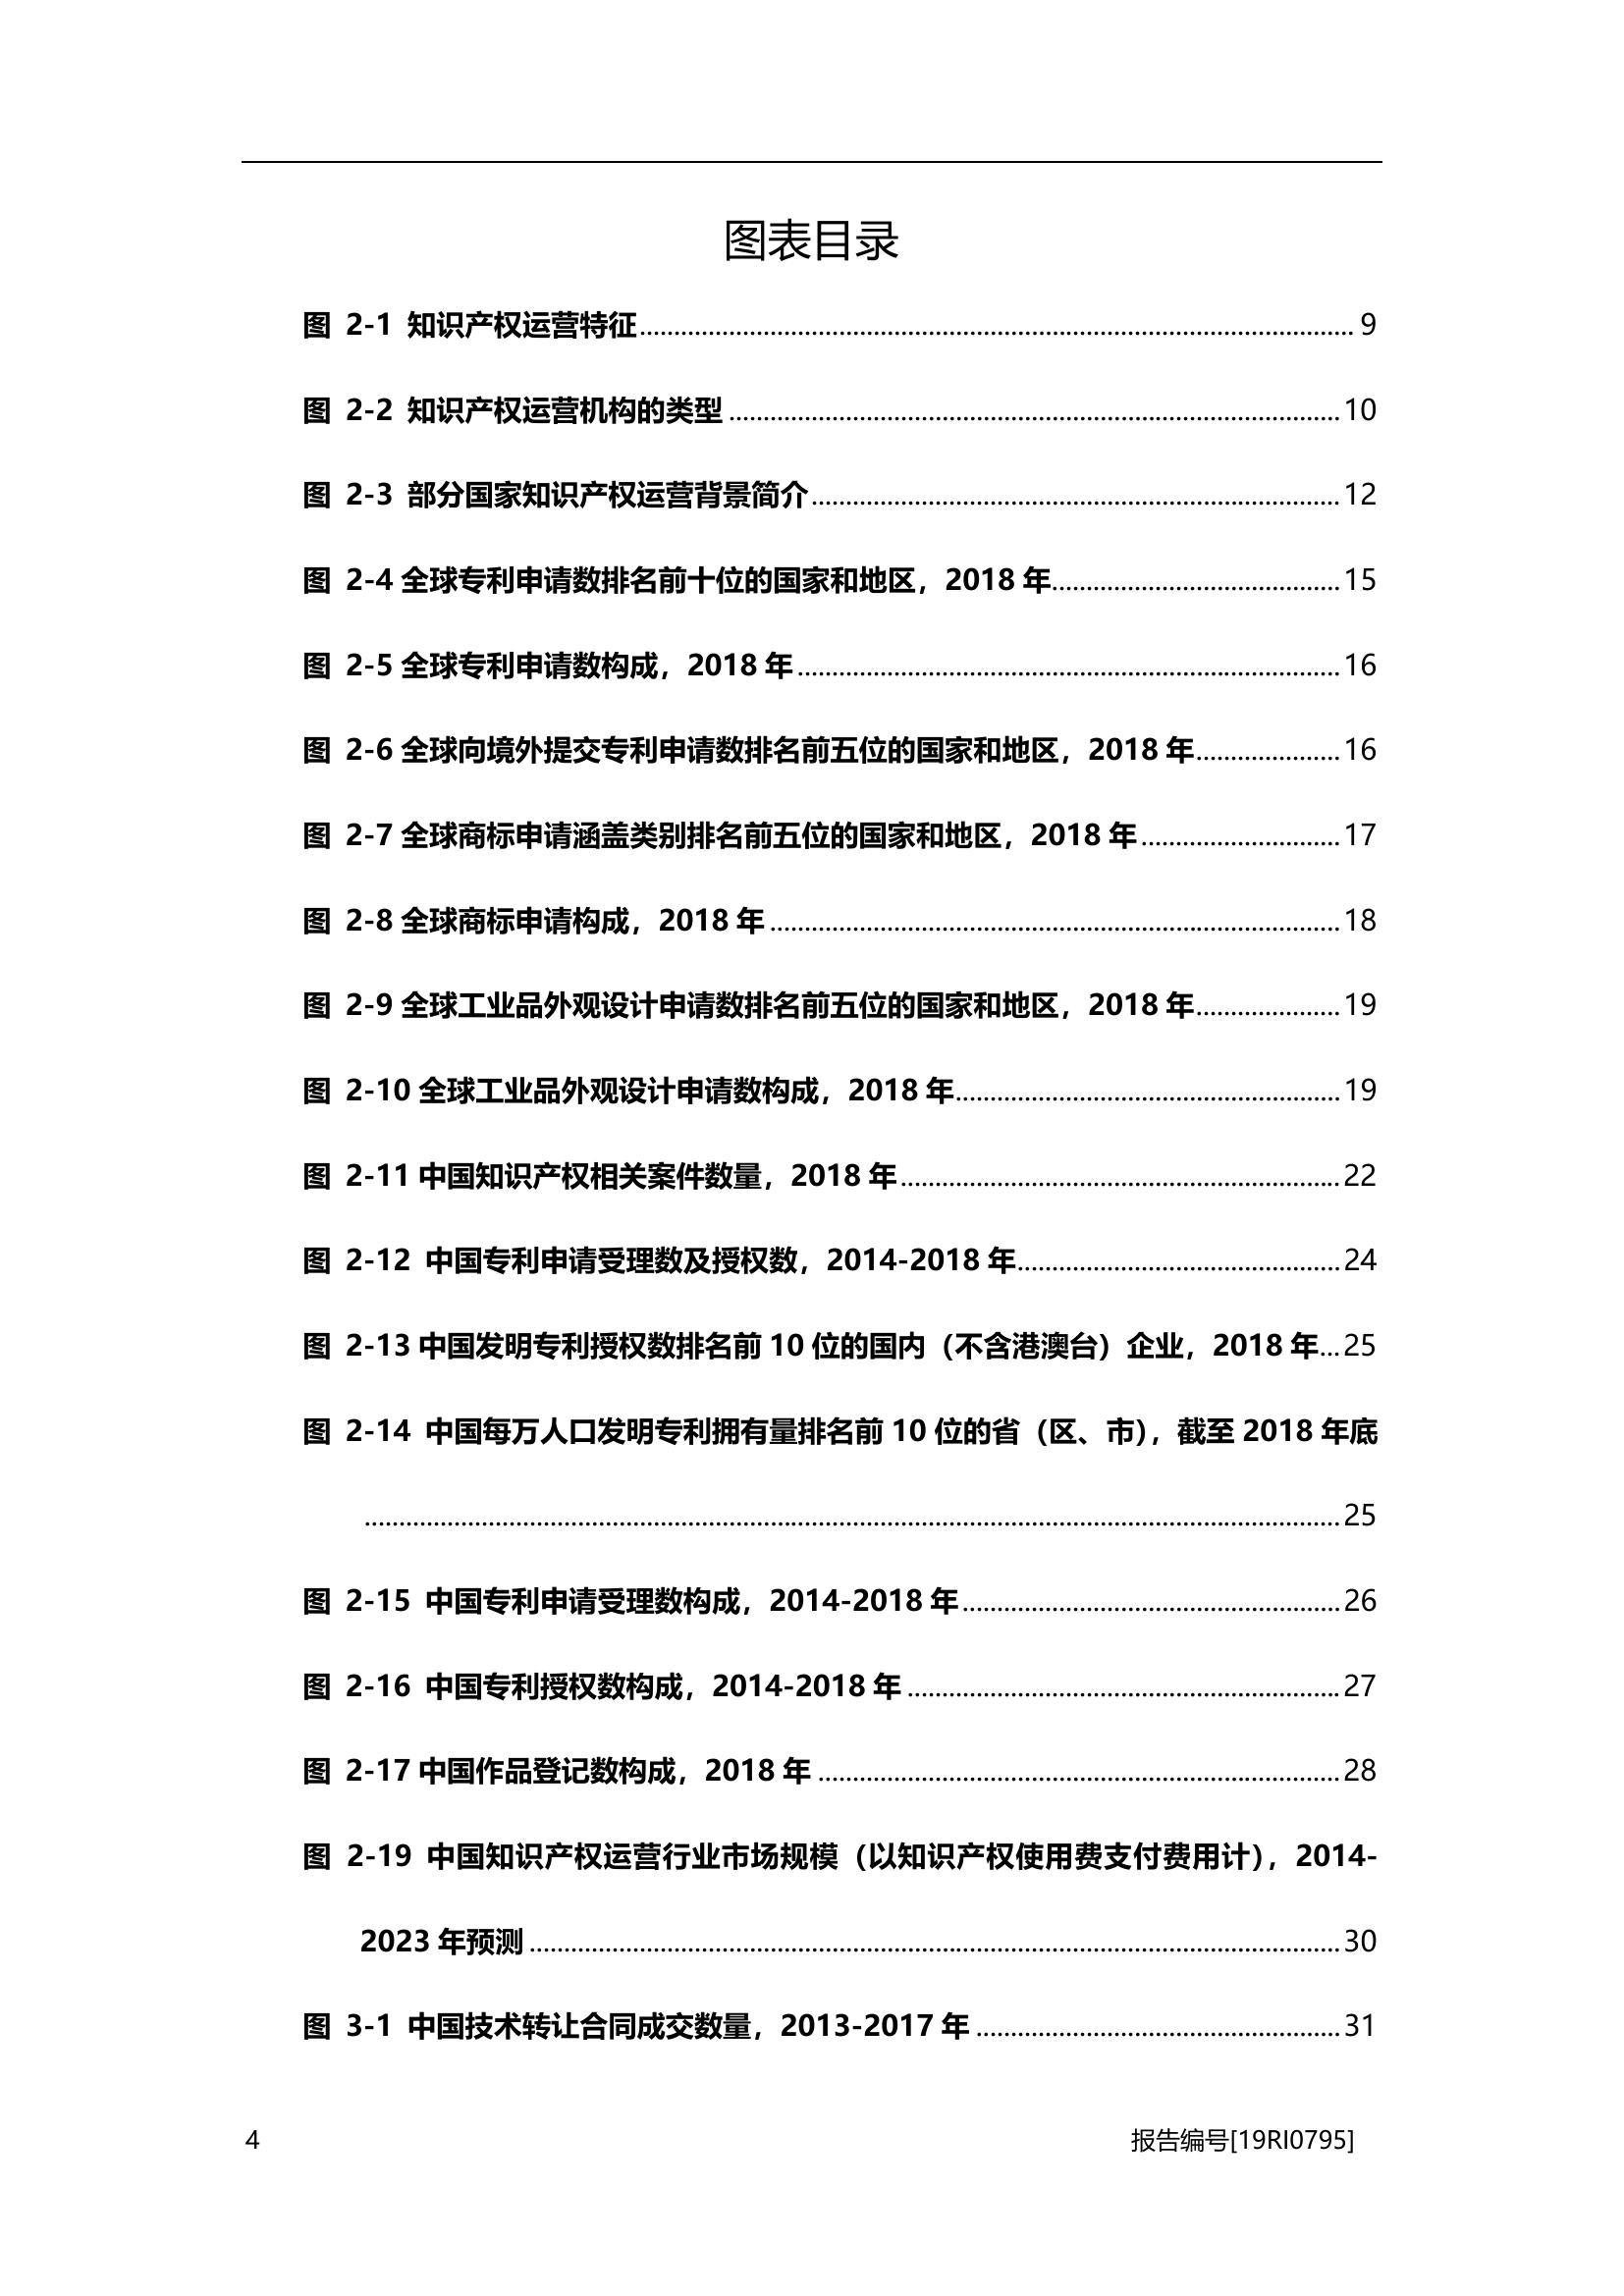 图表目录
图 2-1 知识产权运营特征........................................ 9
图 2-2 知识产权运营机构的类型........................................ 10
图 2-3 部分国家知识产权运营背景简介........................................ 12
图 2-4 全球专利申请数排名前十位的国家和地区，2018 年........................................ 15
图 2-5 全球专利申请数构成，2018 年........................................ 16
图 2-6 全球向境外提交专利申请数排名前五位的国家和地区，2018 年..................... 16
图 2-7 全球商标申请涵盖类别排名前五位的国家和地区，2018 年............................. 17
图 2-8 全球商标申请构成，2018 年........................................ 18
图 2-9 全球工业品外观设计申请数排名前五位的国家和地区，2018 年..................... 19
图 2-10 全球工业品外观设计申请数构成，2018 年........................................ 19
图 2-11 中国知识产权相关案件数量，2018 年........................................ 22
图 2-12 中国专利申请受理数及授权数，2014-2018 年........................................ 24
图 2-13 中国发明专利授权数排名前 10 位的国内（不含港澳台）企业，2018 年... 25
图 2-14 中国每万人口发明专利拥有量排名前 10 位的省（区、市），截至 2018 年底
........................................ 25
图 2-15 中国专利申请受理数构成，2014-2018 年........................................ 26
图 2-16 中国专利授权数构成，2014-2018 年........................................ 27
图 2-17 中国作品登记数构成，2018 年........................................ 28
图 2-19 中国知识产权运营行业市场规模（以知识产权使用费支付费用计），2014-
2023 年预测........................................ 30
图 3-1 中国技术转让合同成交数量，2013-2017 年........................................ 31
4 报告编号[19RI0795]